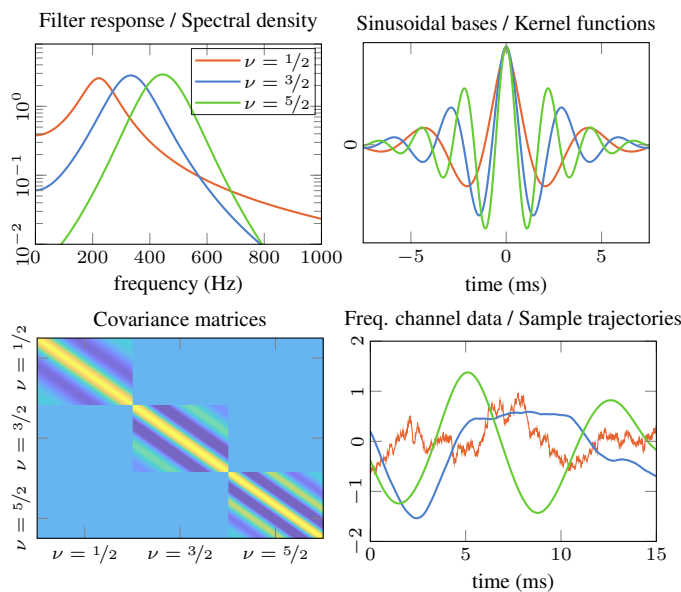 Filter response / Spectral density
10⁰
10⁻¹
10⁻²
ν = 1/2
ν = 3/2
ν = 5/2
0 200 400 600 800 1000
frequency (Hz)
Sinusoidal bases / Kernel functions
0
−5 0 5
time (ms)
Covariance matrices
ν = 1/2
ν = 3/2
ν = 5/2
ν = 1/2 ν = 3/2 ν = 5/2
Freq. channel data / Sample trajectories
2
1
0
−1
−2
0 5 10 15
time (ms)